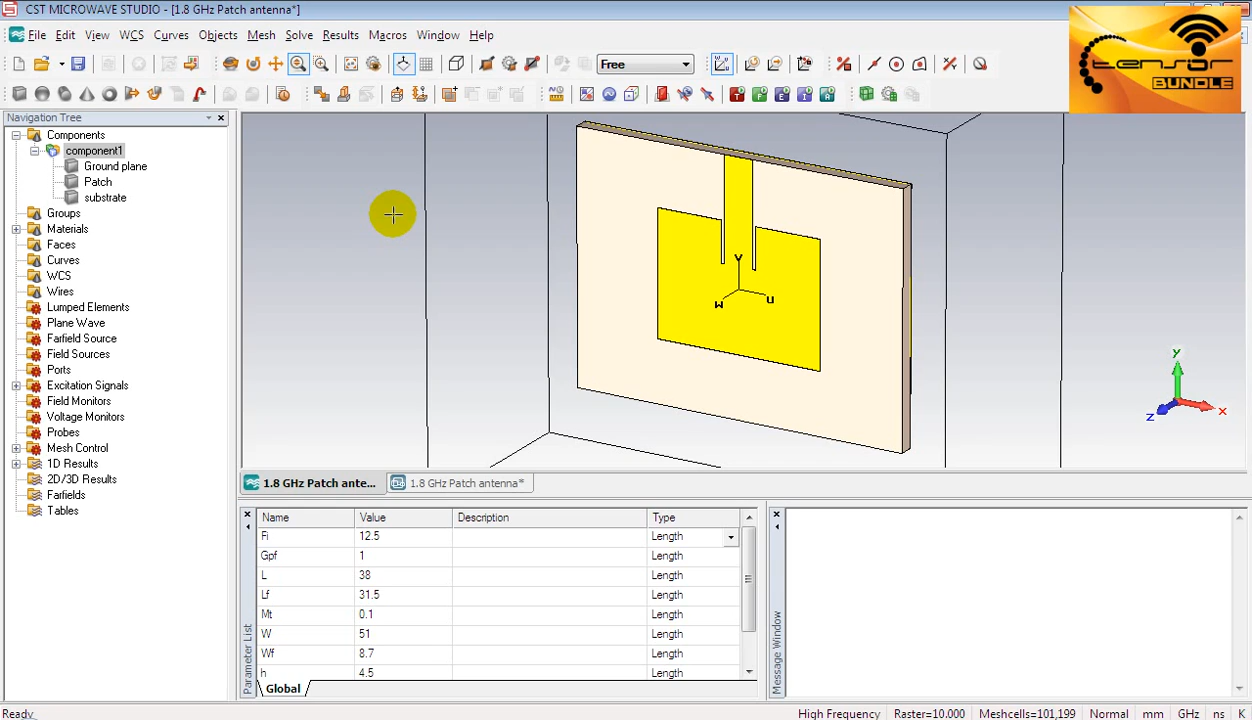 CST MICROWAVE STUDIO - [1.8 GHz Patch antenna*]
File Edit View WCS Curves Objects Mesh Solve Results Macros Window Help
Free
T F E I A
tensor
BUNDLE
Navigation Tree
Components
component1
Ground plane
Patch
substrate
Groups
Materials
Faces
Curves
WCS
Wires
Lumped Elements
Plane Wave
Farfield Source
Field Sources
Ports
Excitation Signals
Field Monitors
Voltage Monitors
Probes
Mesh Control
1D Results
2D/3D Results
Farfields
Tables
v
w u
y
z x
1.8 GHz Patch ante... 1.8 GHz Patch antenna*
Name Value Description Type
Fi 12.5 Length
Gpf 1 Length
L 38 Length
Lf 31.5 Length
Mt 0.1 Length
W 51 Length
Wf 8.7 Length
h 4.5 Length
Global
Parameter List
Message Window
Ready High Frequency Raster=10.000 Meshcells=101,199 Normal mm GHz ns K